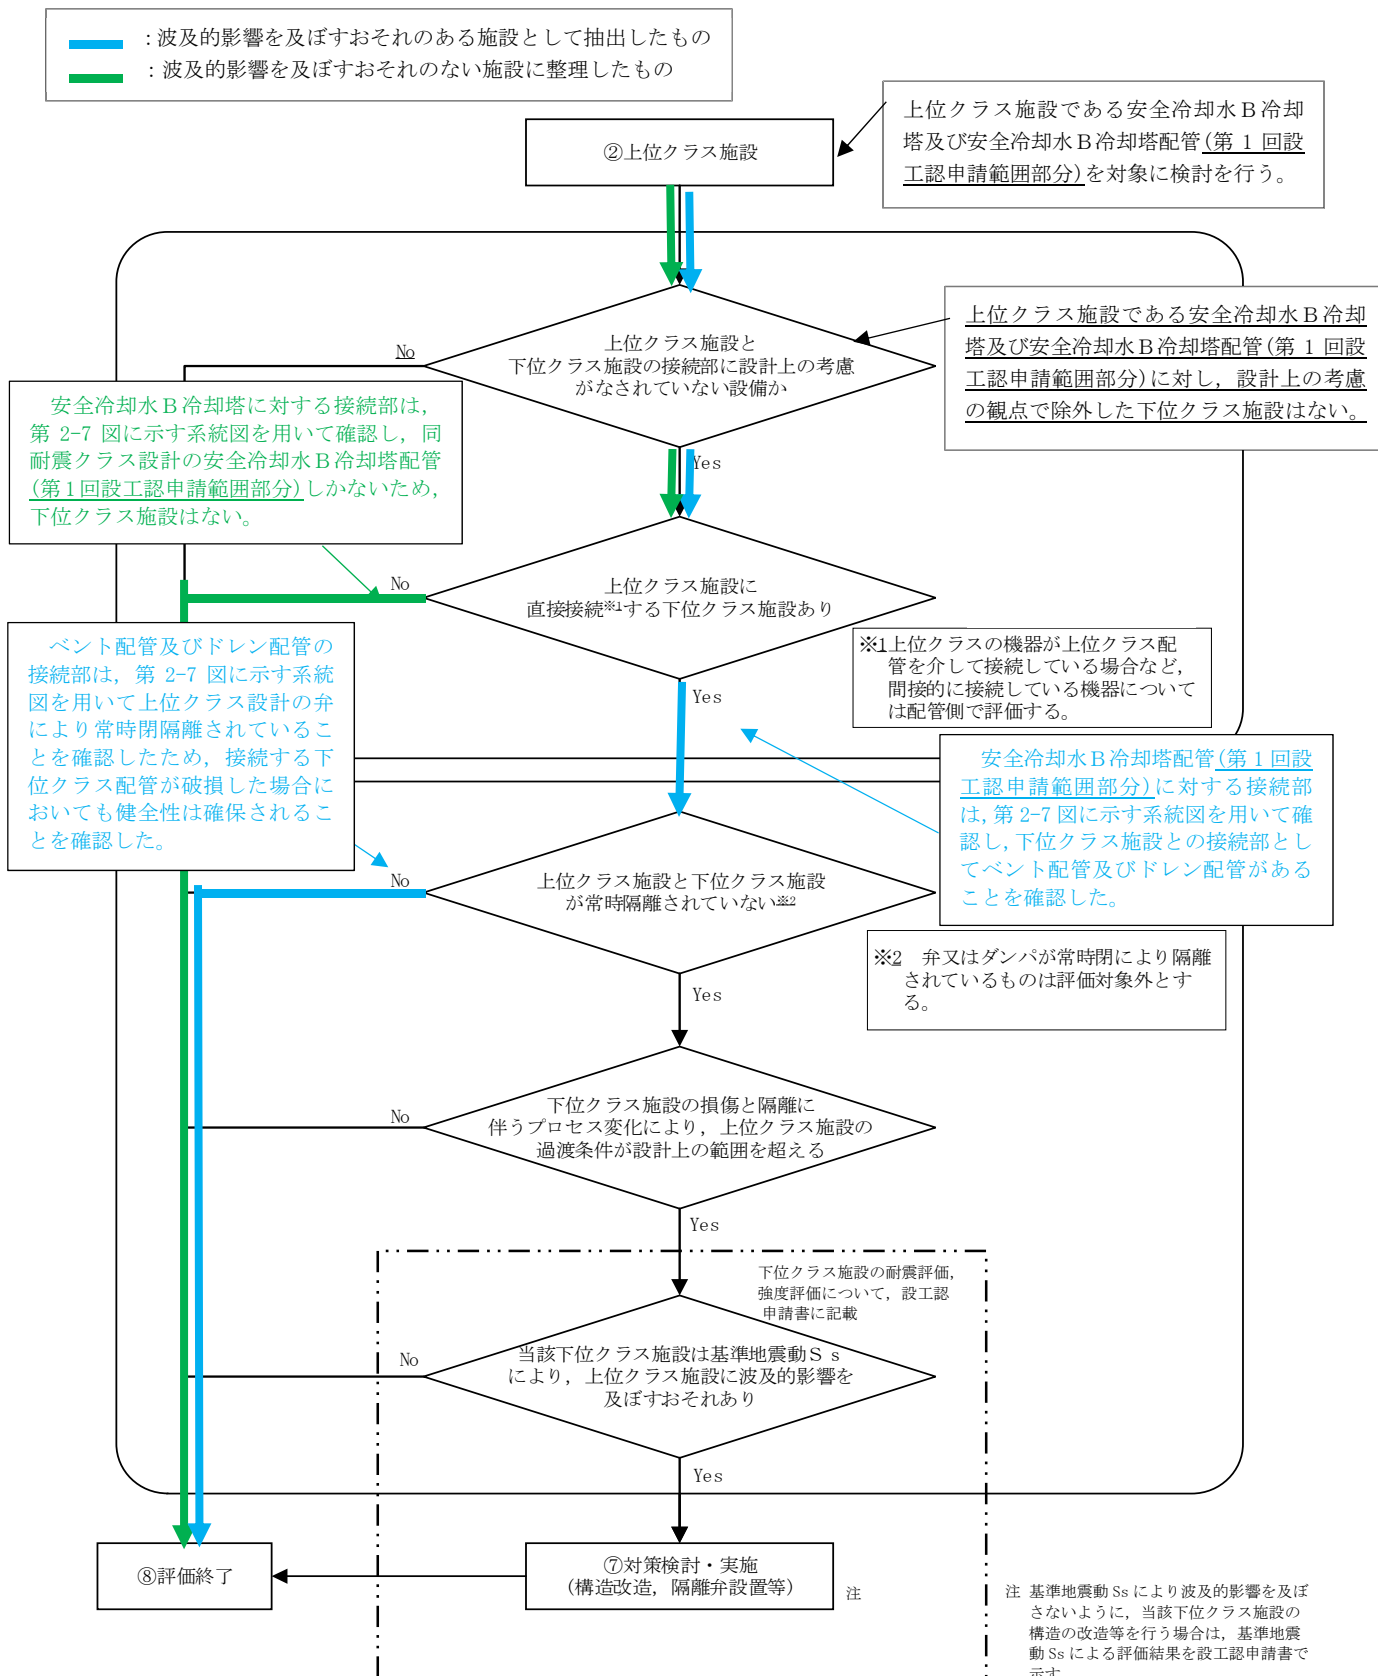 ：波及的影響を及ぼすおそれのある施設として抽出したもの
：波及的影響を及ぼすおそれのない施設に整理したもの
②上位クラス施設
上位クラス施設である安全冷却水Ｂ冷却
塔及び安全冷却水Ｂ冷却塔配管(第 1 回設
工認申請範囲部分)を対象に検討を行う。
上位クラス施設と
下位クラス施設の接続部に設計上の考慮
がなされていない設備か
No
Yes
上位クラス施設である安全冷却水Ｂ冷却
塔及び安全冷却水Ｂ冷却塔配管(第 1 回設
工認申請範囲部分)に対し，設計上の考慮
の観点で除外した下位クラス施設はない。
安全冷却水Ｂ冷却塔に対する接続部は，
第 2-7 図に示す系統図を用いて確認し，同
耐震クラス設計の安全冷却水Ｂ冷却塔配管
(第1回設工認申請範囲部分)しかないため，
下位クラス施設はない。
上位クラス施設に
直接接続※1する下位クラス施設あり
No
Yes
※1上位クラスの機器が上位クラス配
管を介して接続している場合など，
間接的に接続している機器について
は配管側で評価する。
ベント配管及びドレン配管の
接続部は，第 2-7 図に示す系統
図を用いて上位クラス設計の弁
により常時閉隔離されているこ
とを確認したため，接続する下
位クラス配管が破損した場合に
おいても健全性は確保されるこ
とを確認した。
安全冷却水Ｂ冷却塔配管(第 1 回設
工認申請範囲部分)に対する接続部
は，第 2-7 図に示す系統図を用いて確
認し，下位クラス施設との接続部とし
てベント配管及びドレン配管がある
ことを確認した。
上位クラス施設と下位クラス施設
が常時隔離されていない※2
No
Yes
※2　弁又はダンパが常時閉により隔離
されているものは評価対象外とす
る。
下位クラス施設の損傷と隔離に
伴うプロセス変化により，上位クラス施設の
過渡条件が設計上の範囲を超える
No
Yes
下位クラス施設の耐震評価，
強度評価について，設工認
申請書に記載
当該下位クラス施設は基準地震動Ｓｓ
により，上位クラス施設に波及的影響を
及ぼすおそれあり
No
Yes
⑧評価終了
⑦対策検討・実施
（構造改造，隔離弁設置等）
注
注 基準地震動 Ss により波及的影響を及ぼ
さないように，当該下位クラス施設の
構造の改造等を行う場合は，基準地震
動 Ss による評価結果を設工認申請書で
示す